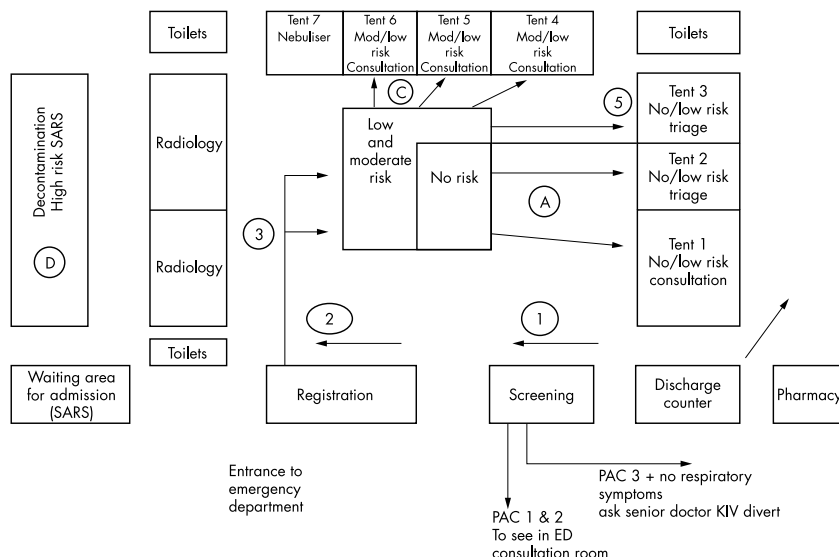 Toilets
Tent 7
Nebuliser
Tent 6
Mod/low
risk
Consultation
Tent 5
Mod/low
risk
Consultation
Tent 4
Mod/low
risk
Consultation
Toilets
Decontamination
High risk SARS
D
Radiology
Radiology
C
Low
and
moderate
risk
No risk
5
Tent 3
No/low risk
triage
Tent 2
No/low risk
triage
A
Tent 1
No/low risk
consultation
3
2
1
Toilets
Waiting area
for admission
(SARS)
Registration
Screening
Discharge
counter
Pharmacy
Entrance to
emergency
department
PAC 3 + no respiratory
symptoms
ask senior doctor KIV divert
PAC 1 & 2
To see in ED
consultation room